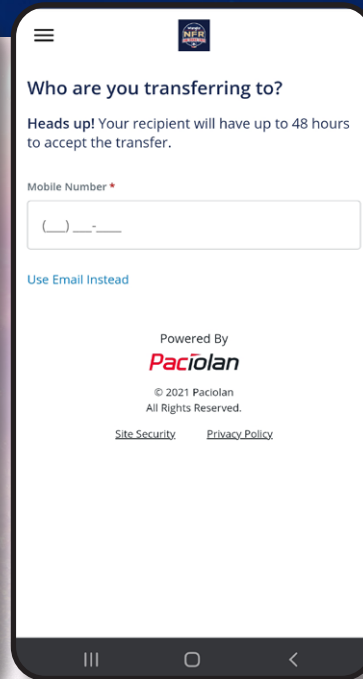 NFR
Who are you transferring to?
Heads up! Your recipient will have up to 48 hours
to accept the transfer.
Mobile Number *
(___) ___-____
Use Email Instead
Powered By
Paciolan
© 2021 Paciolan
All Rights Reserved.
Site Security Privacy Policy